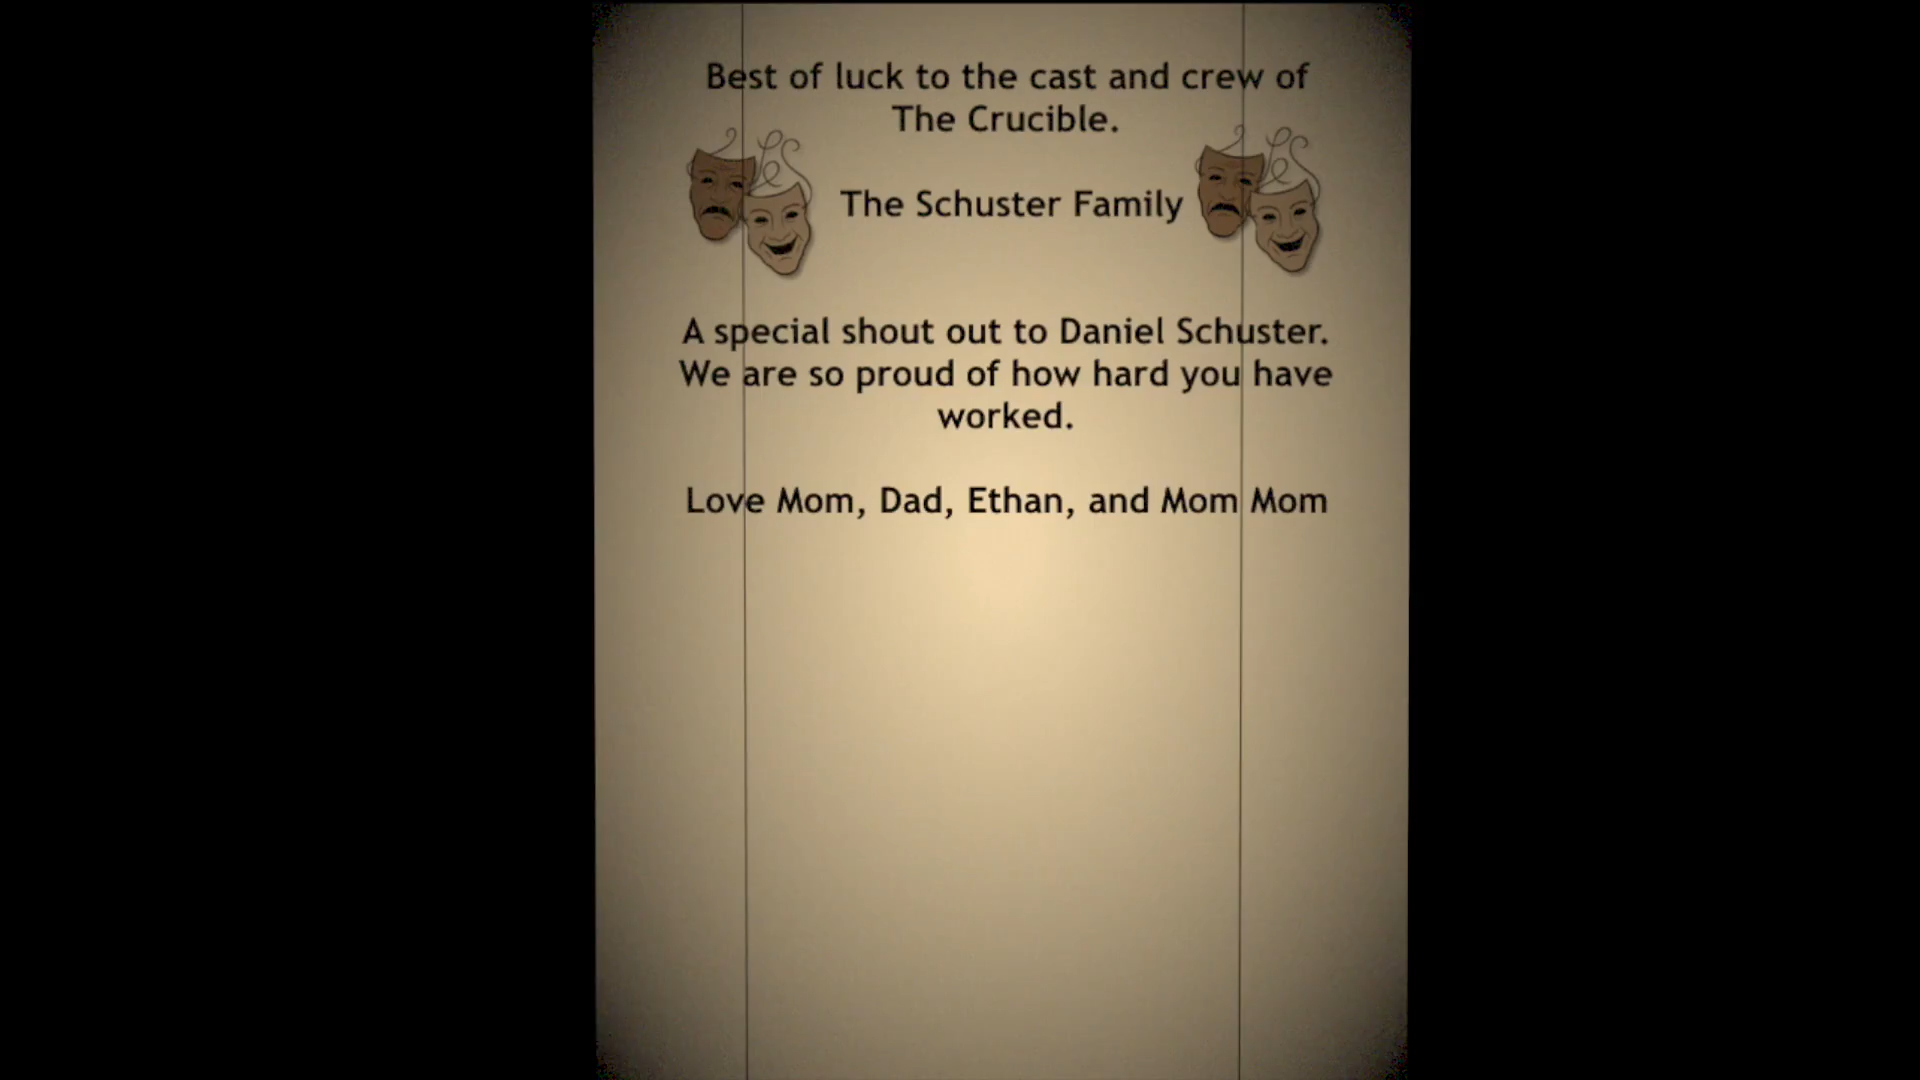 Best of luck to the cast and crew of
The Crucible.
The Schuster Family
A special shout out to Daniel Schuster.
We are so proud of how hard you have
worked.
Love Mom, Dad, Ethan, and Mom Mom